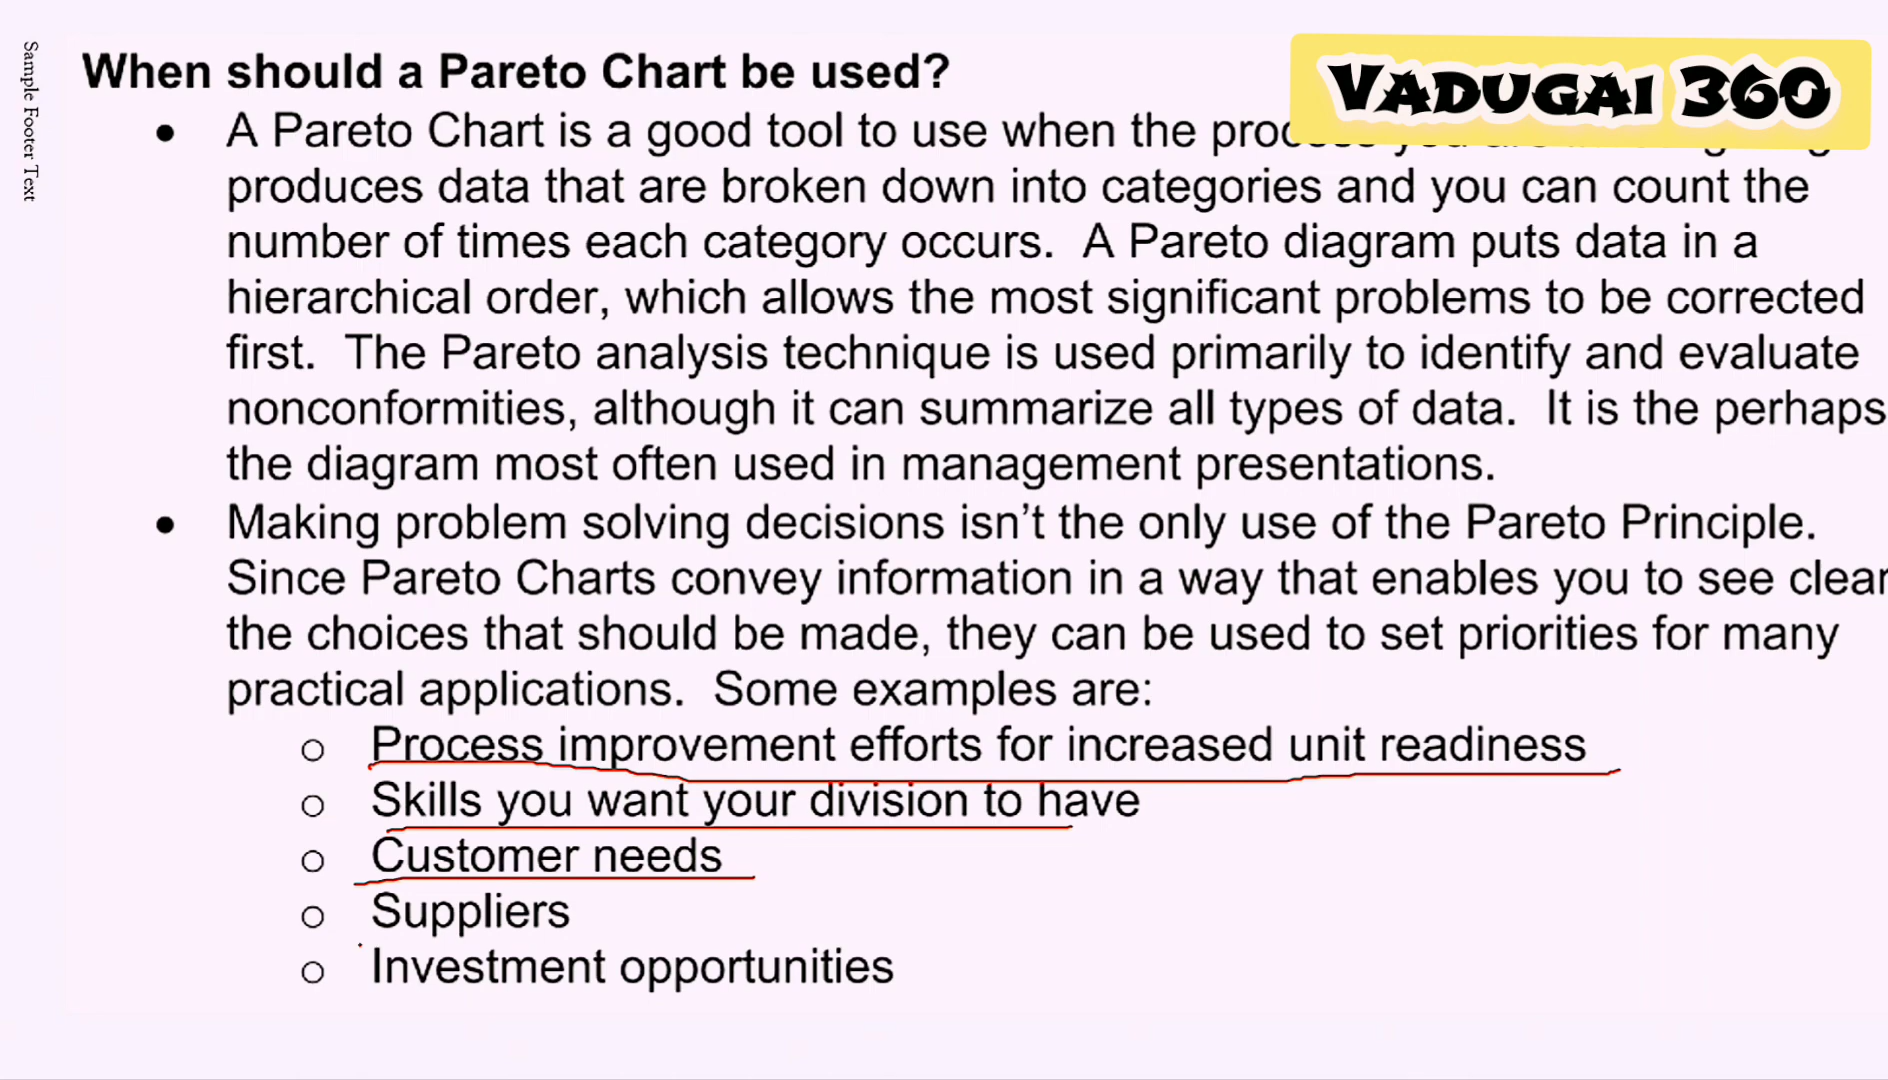 Sample Footer Text
VADUGAI 360
When should a Pareto Chart be used?
● A Pareto Chart is a good tool to use when the
produces data that are broken down into categories and you can count the
number of times each category occurs. A Pareto diagram puts data in a
hierarchical order, which allows the most significant problems to be corrected
first. The Pareto analysis technique is used primarily to identify and evaluate
nonconformities, although it can summarize all types of data. It is the perhaps
the diagram most often used in management presentations.
● Making problem solving decisions isn't the only use of the Pareto Principle.
Since Pareto Charts convey information in a way that enables you to see clear
the choices that should be made, they can be used to set priorities for many
practical applications. Some examples are:
o Process improvement efforts for increased unit readiness
o Skills you want your division to have
o Customer needs
o Suppliers
o Investment opportunities